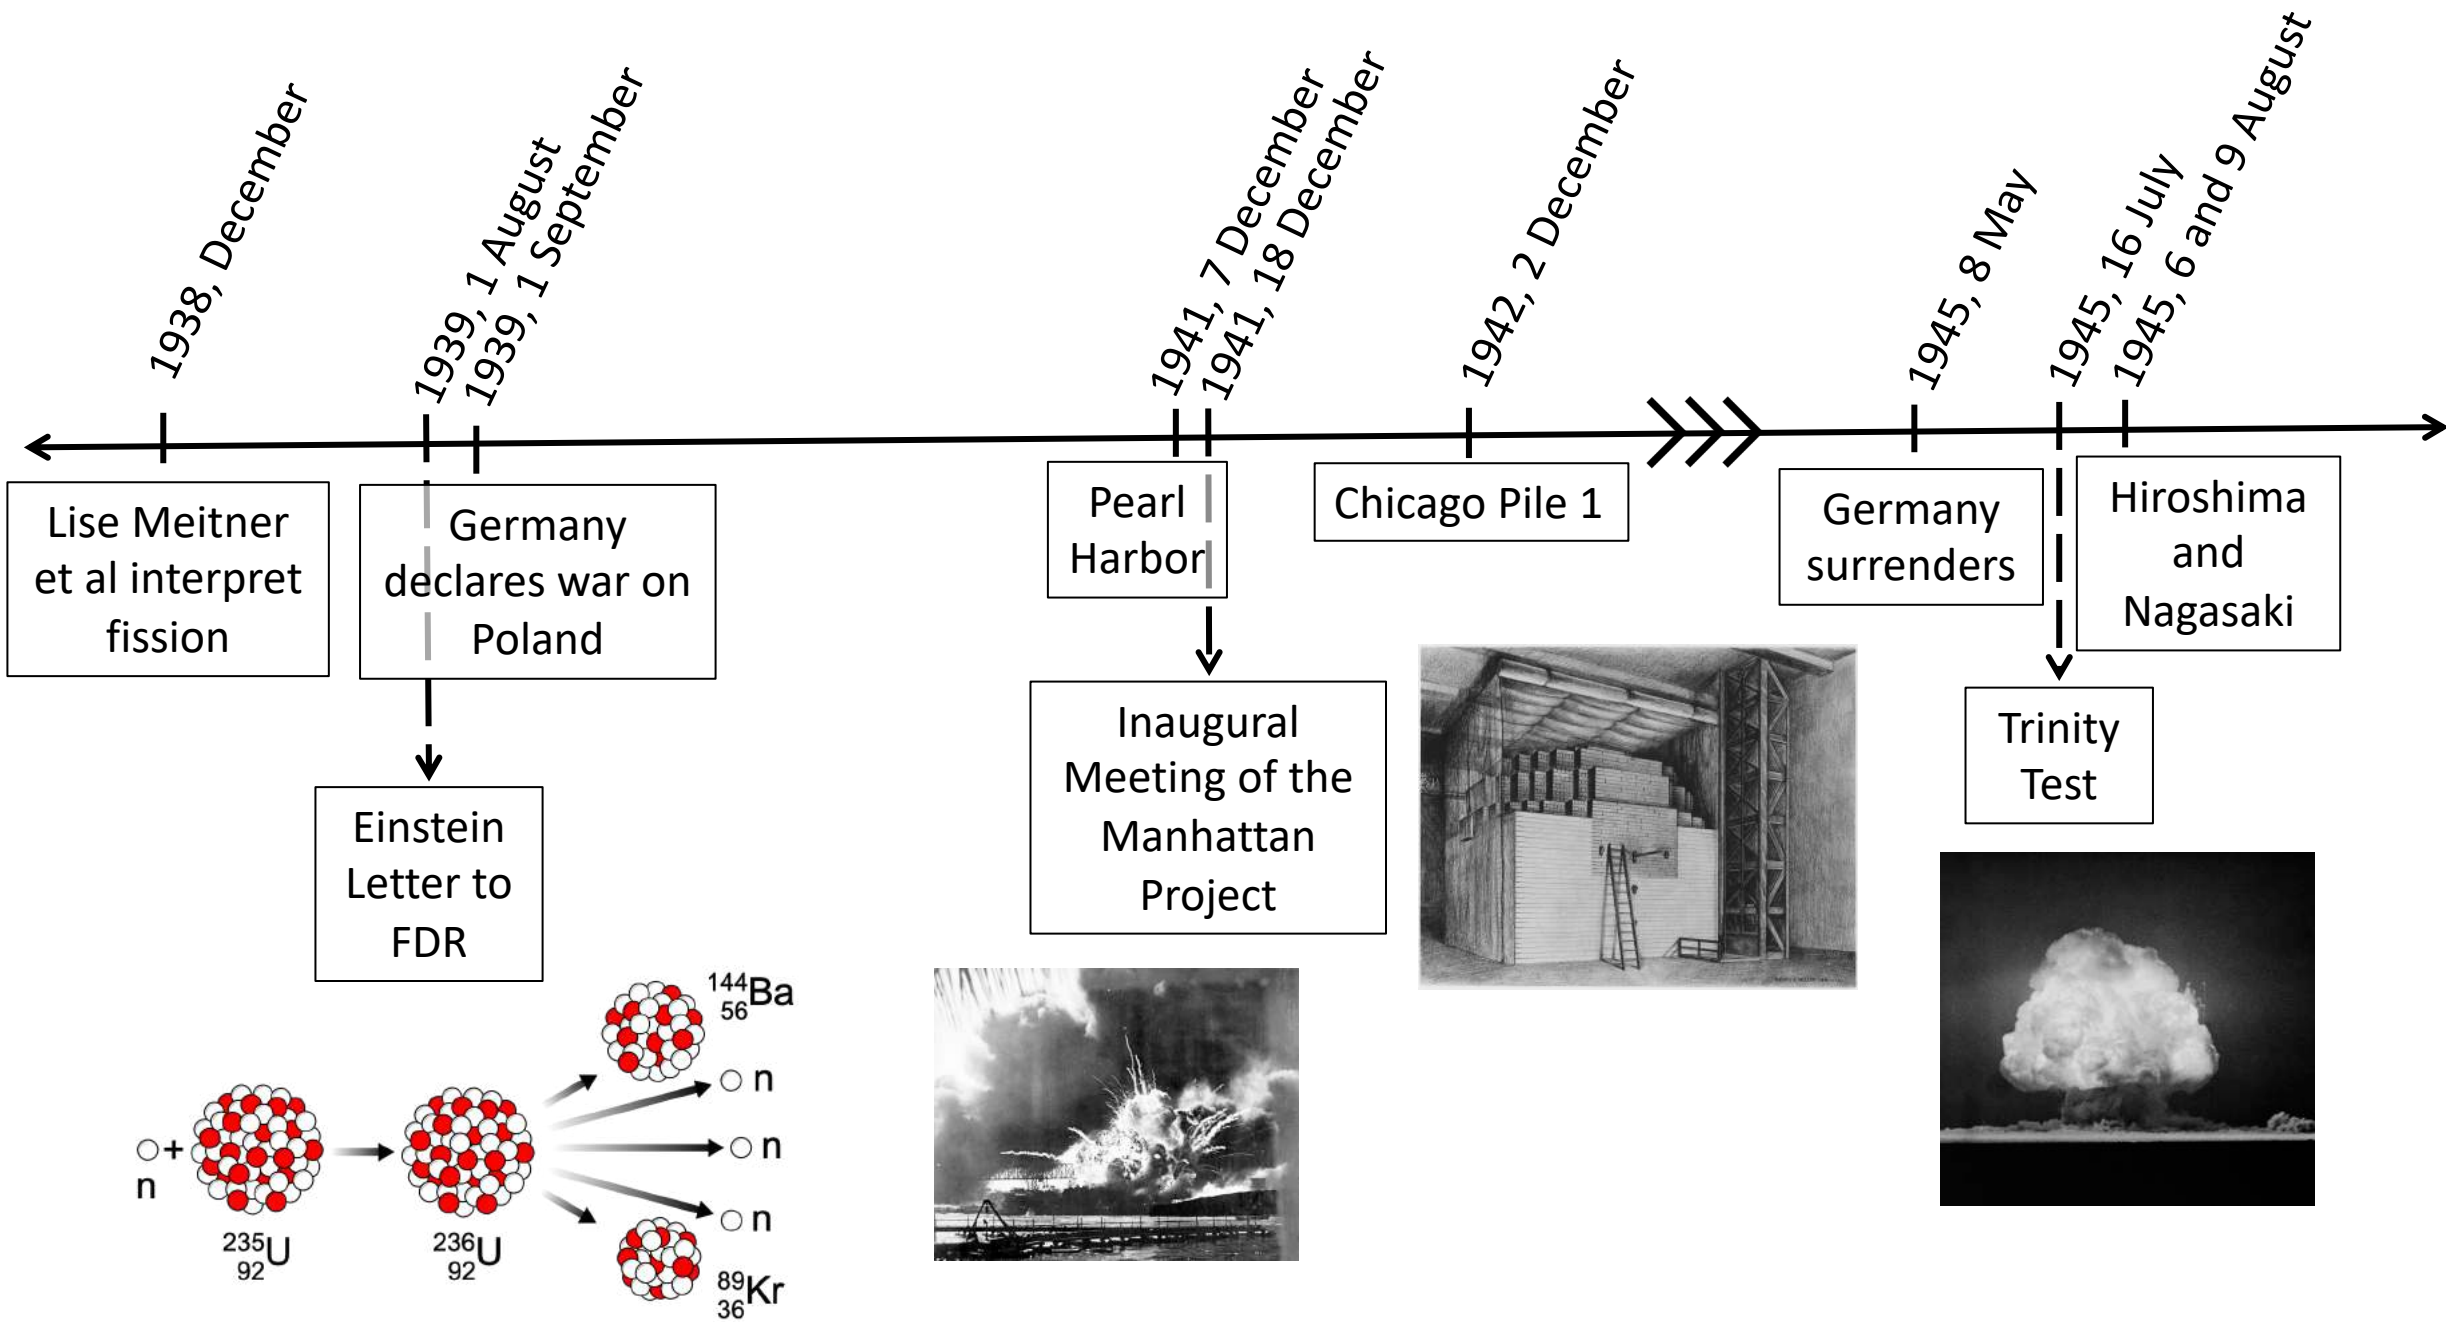 1938, December
1939, 1 August
1939, 1 September
1941, 7 December
1941, 18 December
1942, 2 December
1945, 8 May
1945, 16 July
1945, 6 and 9 August
Lise Meitner
et al interpret
fission
Germany
declares war on
Poland
Pearl
Harbor
Chicago Pile 1
Germany
surrenders
Hiroshima
and
Nagasaki
Einstein
Letter to
FDR
Inaugural
Meeting of the
Manhattan
Project
Trinity
Test
n
+
235
92
U
236
92
U
144
56
Ba
n
n
n
89
36
Kr